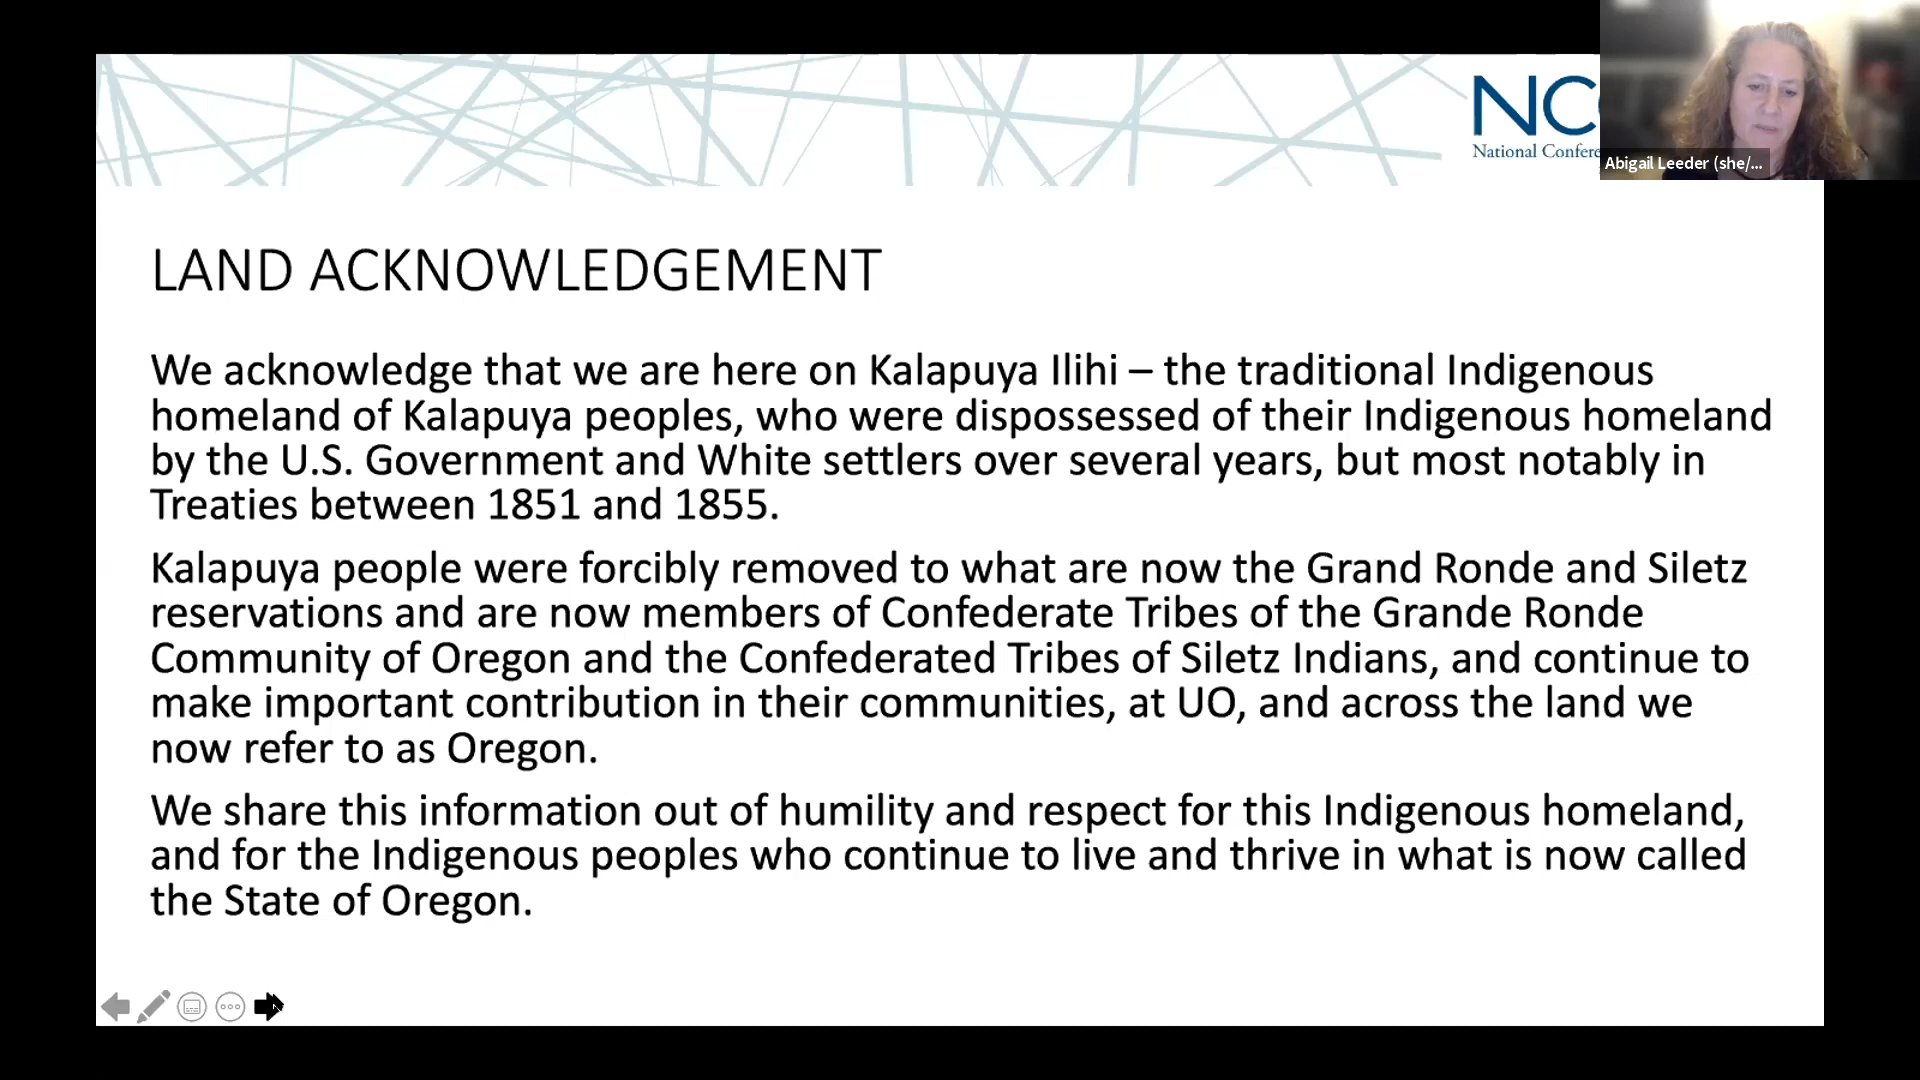 NC
National Confere
Abigail Leeder (she/...
LAND ACKNOWLEDGEMENT
We acknowledge that we are here on Kalapuya Ilihi – the traditional Indigenous
homeland of Kalapuya peoples, who were dispossessed of their Indigenous homeland
by the U.S. Government and White settlers over several years, but most notably in
Treaties between 1851 and 1855.
Kalapuya people were forcibly removed to what are now the Grand Ronde and Siletz
reservations and are now members of Confederate Tribes of the Grande Ronde
Community of Oregon and the Confederated Tribes of Siletz Indians, and continue to
make important contribution in their communities, at UO, and across the land we
now refer to as Oregon.
We share this information out of humility and respect for this Indigenous homeland,
and for the Indigenous peoples who continue to live and thrive in what is now called
the State of Oregon.